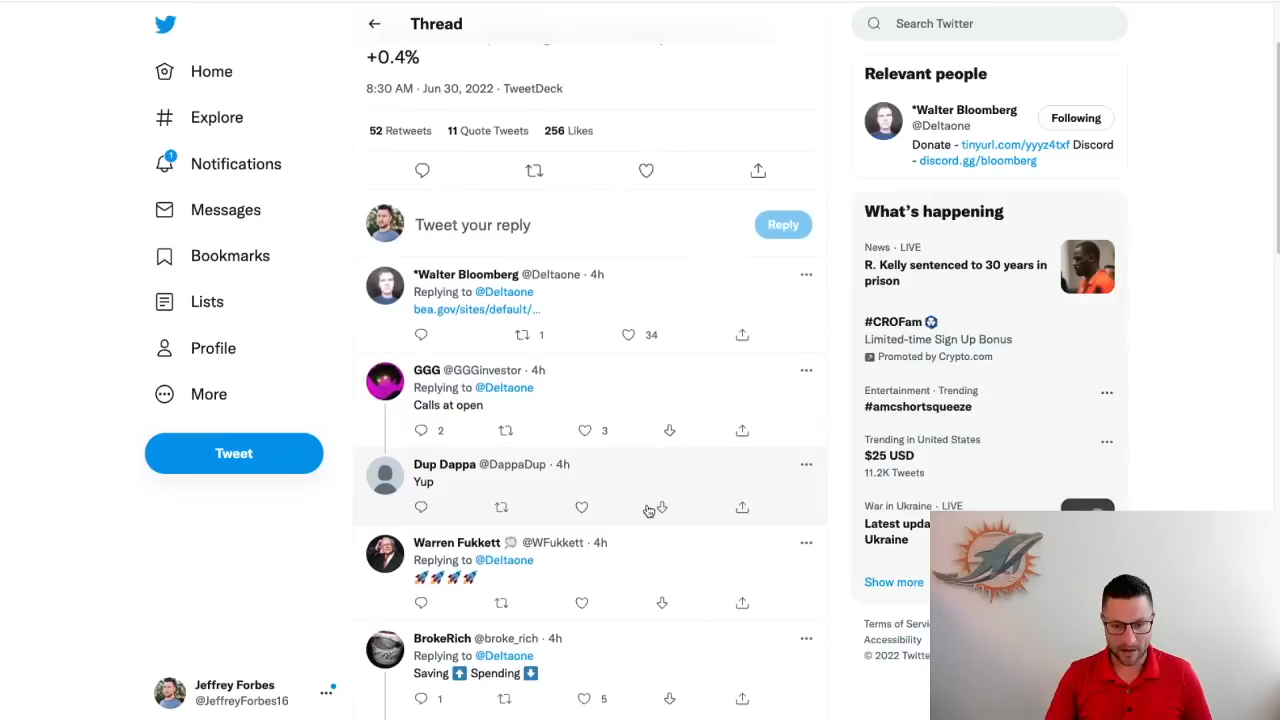 Thread
+0.4%
8:30 AM · Jun 30, 2022 · TweetDeck
52 Retweets 11 Quote Tweets 256 Likes
Tweet your reply
Reply
*Walter Bloomberg @Deltaone · 4h
Replying to @Deltaone
bea.gov/sites/default/...
1
34
GGG @GGGinvestor · 4h
Replying to @Deltaone
Calls at open
2
3
Dup Dappa @DappaDup · 4h
Yup
Warren Fukkett 💥 @WFukkett · 4h
Replying to @Deltaone
🚀🚀🚀🚀
BrokeRich @broke_rich · 4h
Replying to @Deltaone
Saving ⬆️ Spending ⬇️
1
5
Home
Explore
1
Notifications
Messages
Bookmarks
Lists
Profile
More
Tweet
Jeffrey Forbes
@JeffreyForbes16
Search Twitter
Relevant people
*Walter Bloomberg
@Deltaone
Following
Donate - tinyurl.com/yyyz4txf Discord
- discord.gg/bloomberg
What's happening
News · LIVE
R. Kelly sentenced to 30 years in
prison
#CROFam
Limited-time Sign Up Bonus
Promoted by Crypto.com
Entertainment · Trending
#amcshortsqueeze
Trending in United States
$25 USD
11.2K Tweets
War in Ukraine · LIVE
Latest upda
Ukraine
Show more
Terms of Servi
Accessibility
© 2022 Twitte